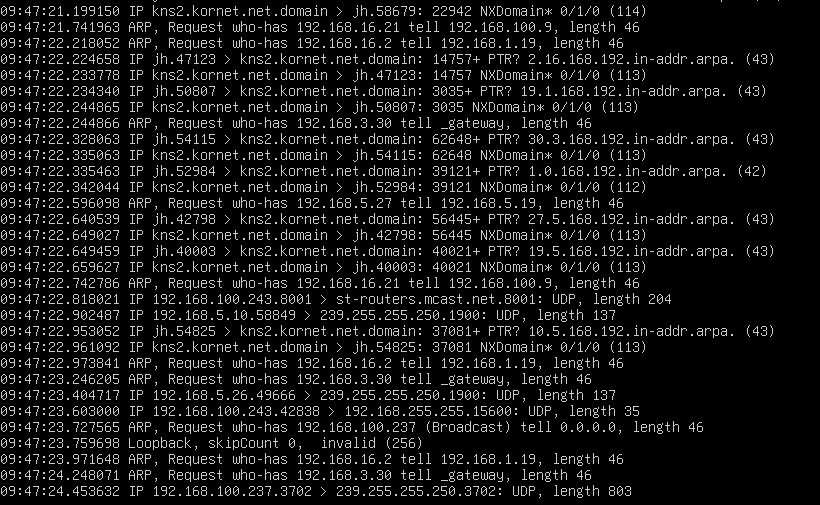 09:47:21.199150 IP kns2.kornet.net.domain > jh.58679: 22942 NXDomain* 0/1/0 (114)
09:47:21.741963 ARP, Request who-has 192.168.16.21 tell 192.168.100.9, length 46
09:47:22.218052 ARP, Request who-has 192.168.16.2 tell 192.168.1.19, length 46
09:47:22.224658 IP jh.47123 > kns2.kornet.net.domain: 14757+ PTR? 2.16.168.192.in-addr.arpa. (43)
09:47:22.233778 IP kns2.kornet.net.domain > jh.47123: 14757 NXDomain* 0/1/0 (113)
09:47:22.234340 IP jh.50807 > kns2.kornet.net.domain: 3035+ PTR? 19.1.168.192.in-addr.arpa. (43)
09:47:22.244865 IP kns2.kornet.net.domain > jh.50807: 3035 NXDomain* 0/1/0 (113)
09:47:22.244866 ARP, Request who-has 192.168.3.30 tell _gateway, length 46
09:47:22.328063 IP jh.54115 > kns2.kornet.net.domain: 62648+ PTR? 30.3.168.192.in-addr.arpa. (43)
09:47:22.335063 IP kns2.kornet.net.domain > jh.54115: 62648 NXDomain* 0/1/0 (113)
09:47:22.335463 IP jh.52984 > kns2.kornet.net.domain: 39121+ PTR? 1.0.168.192.in-addr.arpa. (42)
09:47:22.342044 IP kns2.kornet.net.domain > jh.52984: 39121 NXDomain* 0/1/0 (112)
09:47:22.596098 ARP, Request who-has 192.168.5.27 tell 192.168.5.19, length 46
09:47:22.640539 IP jh.42798 > kns2.kornet.net.domain: 56445+ PTR? 27.5.168.192.in-addr.arpa. (43)
09:47:22.649027 IP kns2.kornet.net.domain > jh.42798: 56445 NXDomain* 0/1/0 (113)
09:47:22.649459 IP jh.40003 > kns2.kornet.net.domain: 40021+ PTR? 19.5.168.192.in-addr.arpa. (43)
09:47:22.659627 IP kns2.kornet.net.domain > jh.40003: 40021 NXDomain* 0/1/0 (113)
09:47:22.742786 ARP, Request who-has 192.168.16.21 tell 192.168.100.9, length 46
09:47:22.818021 IP 192.168.100.243.8001 > st-routers.mcast.net.8001: UDP, length 204
09:47:22.902487 IP 192.168.5.10.58849 > 239.255.255.250.1900: UDP, length 137
09:47:22.953052 IP jh.54825 > kns2.kornet.net.domain: 37081+ PTR? 10.5.168.192.in-addr.arpa. (43)
09:47:22.961092 IP kns2.kornet.net.domain > jh.54825: 37081 NXDomain* 0/1/0 (113)
09:47:22.973841 ARP, Request who-has 192.168.16.2 tell 192.168.1.19, length 46
09:47:23.246205 ARP, Request who-has 192.168.3.30 tell _gateway, length 46
09:47:23.404717 IP 192.168.5.26.49666 > 239.255.255.250.1900: UDP, length 137
09:47:23.603000 IP 192.168.100.243.42838 > 192.168.255.255.15600: UDP, length 35
09:47:23.727565 ARP, Request who-has 192.168.100.237 (Broadcast) tell 0.0.0.0, length 46
09:47:23.759698 Loopback, skipCount 0,  invalid (256)
09:47:23.971648 ARP, Request who-has 192.168.16.2 tell 192.168.1.19, length 46
09:47:24.248071 ARP, Request who-has 192.168.3.30 tell _gateway, length 46
09:47:24.453632 IP 192.168.100.237.3702 > 239.255.255.250.3702: UDP, length 803